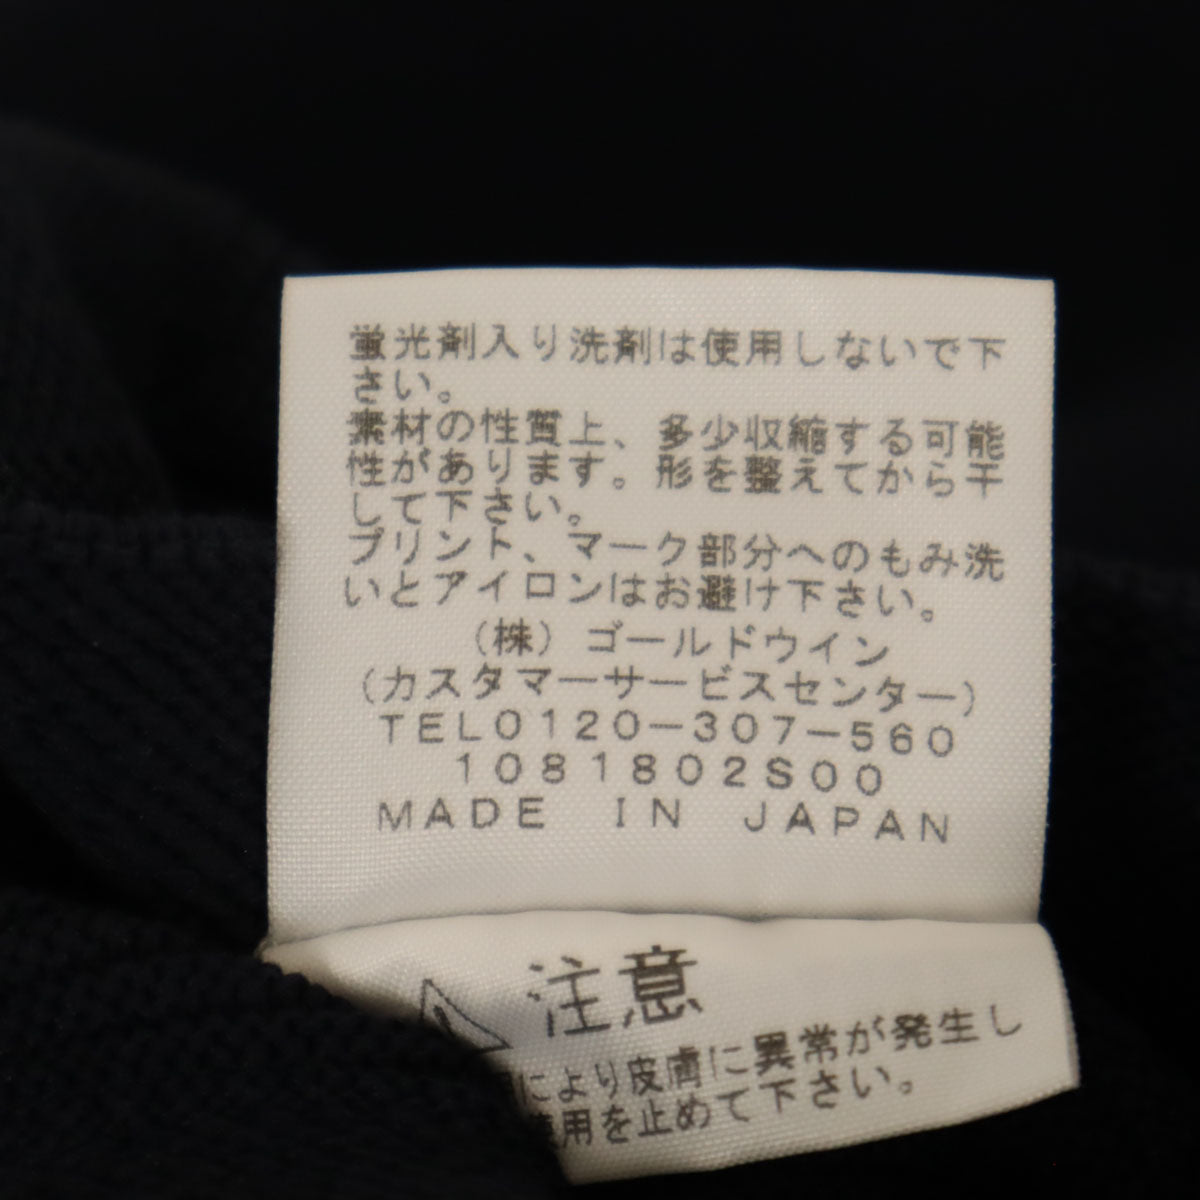 蛍光剤入り洗剤は使用しないで下
さい。
素材の性質上、多少収縮する可能
性があります。形を整えてから干
して下さい。
プリント、マーク部分へのもみ洗
いとアイロンはお避け下さい。
(株)ゴールドウイン
(カスタマーサービスセンター)
TEL0120-307-560
1081802S00
MADE IN JAPAN
注意
により皮膚に異常が発生し
使用を止めて下さい。